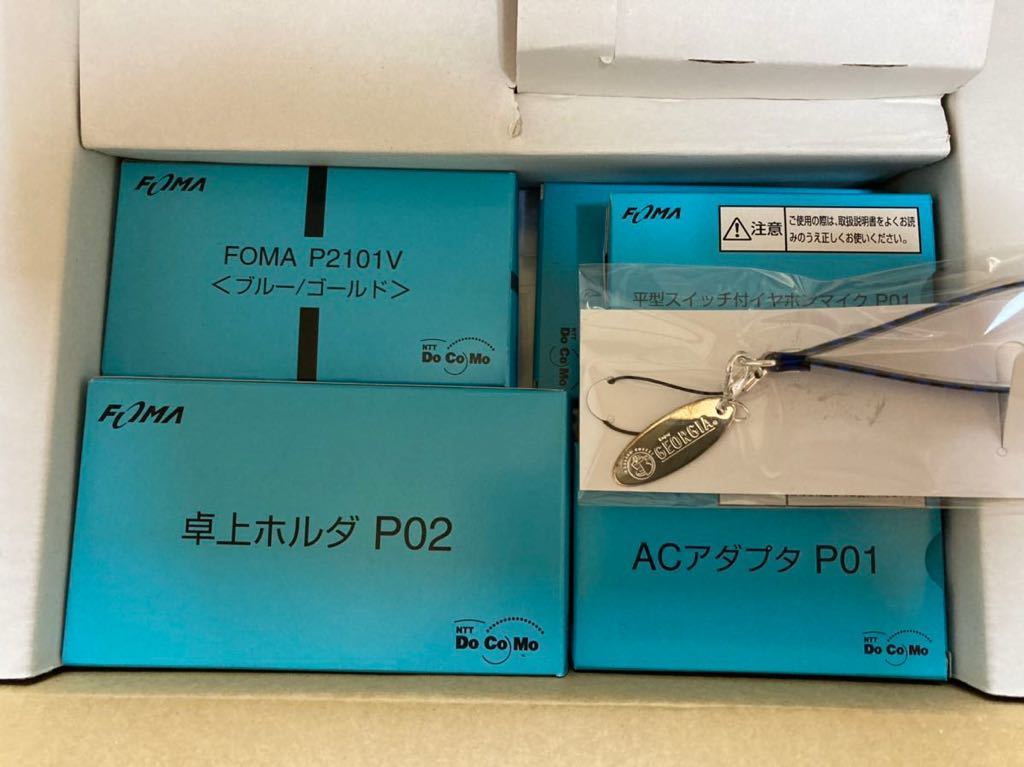 FOMA
FOMA P2101V
＜ブルー/ゴールド＞
NTT
DoCoMo
FOMA
卓上ホルダ P02
NTT
DoCoMo
FOMA
注意
ご使用の際は、取扱説明書をよくお読
みのうえ正しくお使いください。
平型スイッチ付イヤホンマイク P01
NTT
DoCoMo
GEORGIA
ACアダプタ P01
NTT
DoCoMo